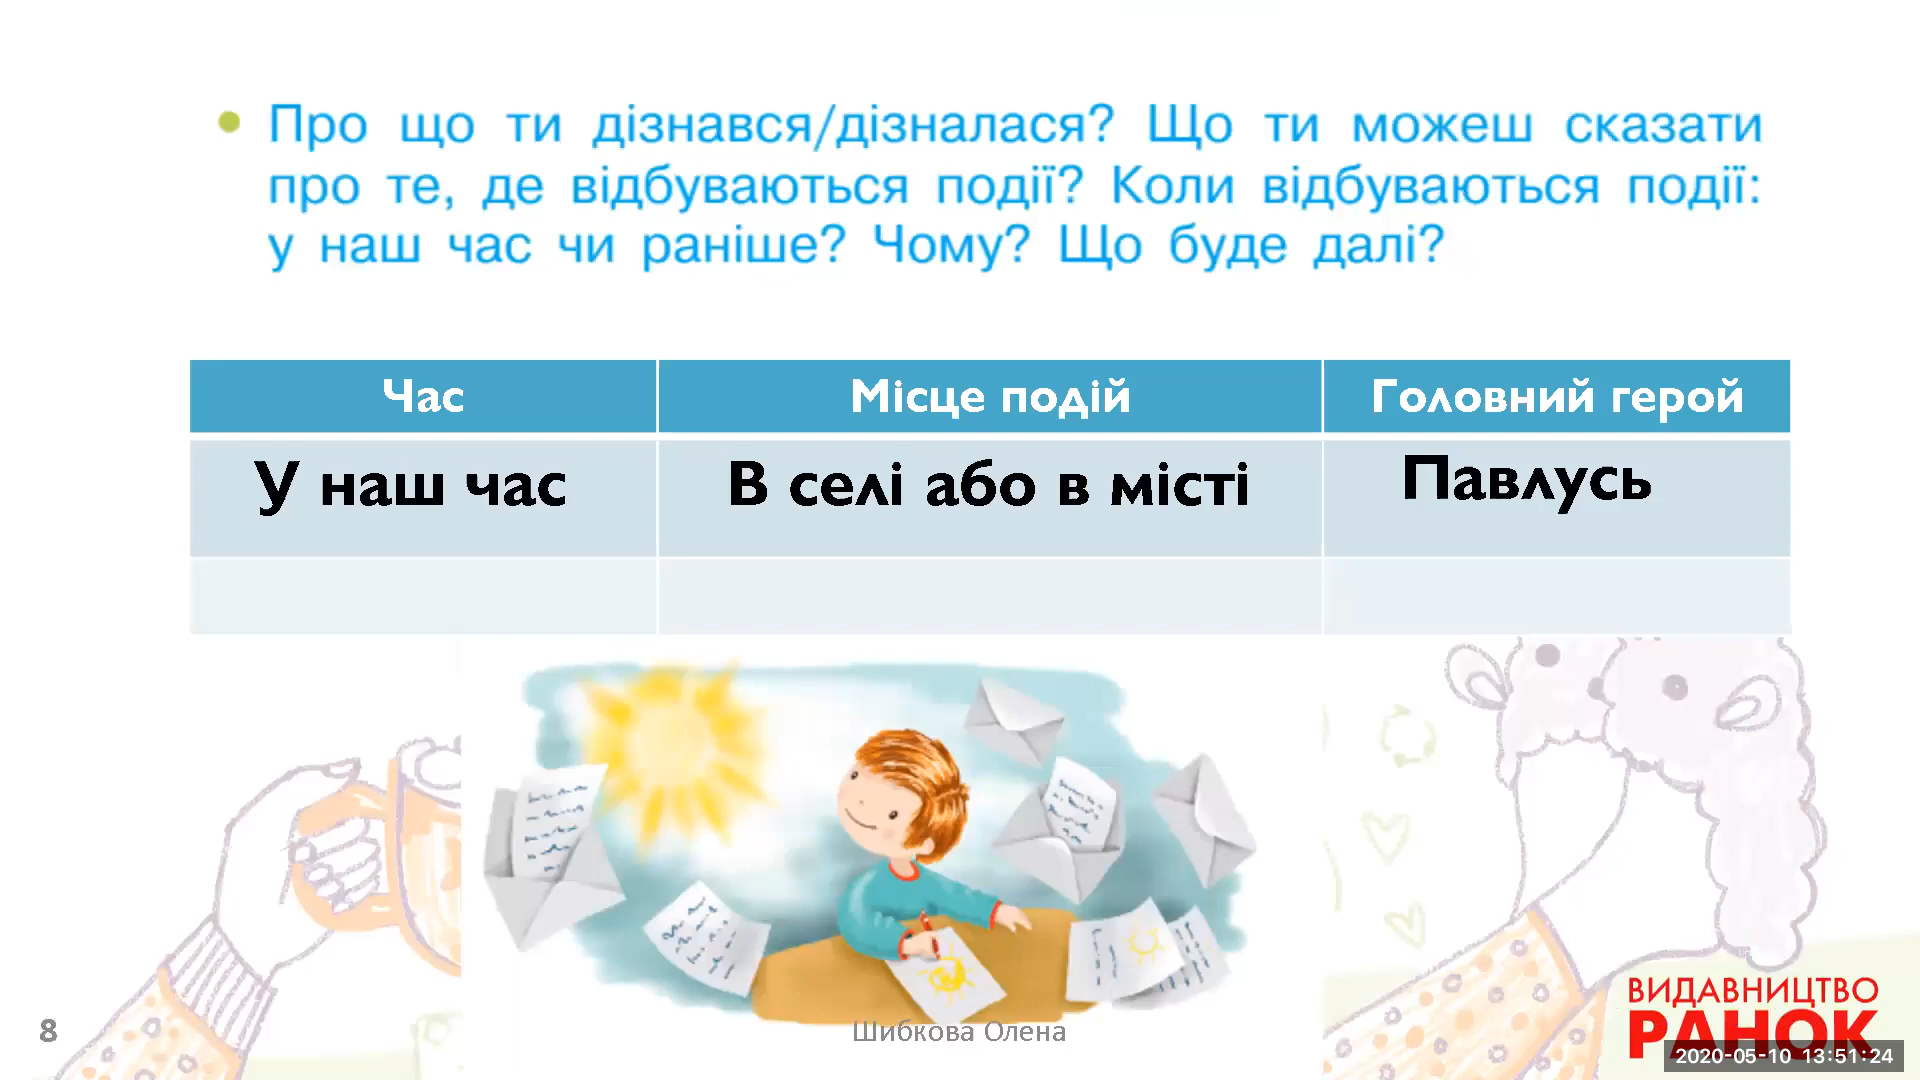 Про що ти дізнався/дізналася? Що ти можеш сказати
про те, де відбуваються події? Коли відбуваються події:
у наш час чи раніше? Чому? Що буде далі?
Час Місце подій Головний герой
У наш час В селі або в місті Павлусь
8
Шибкова Олена
ВИДАВНИЦТВО
РАНОК
2020-05-10 13:51:24